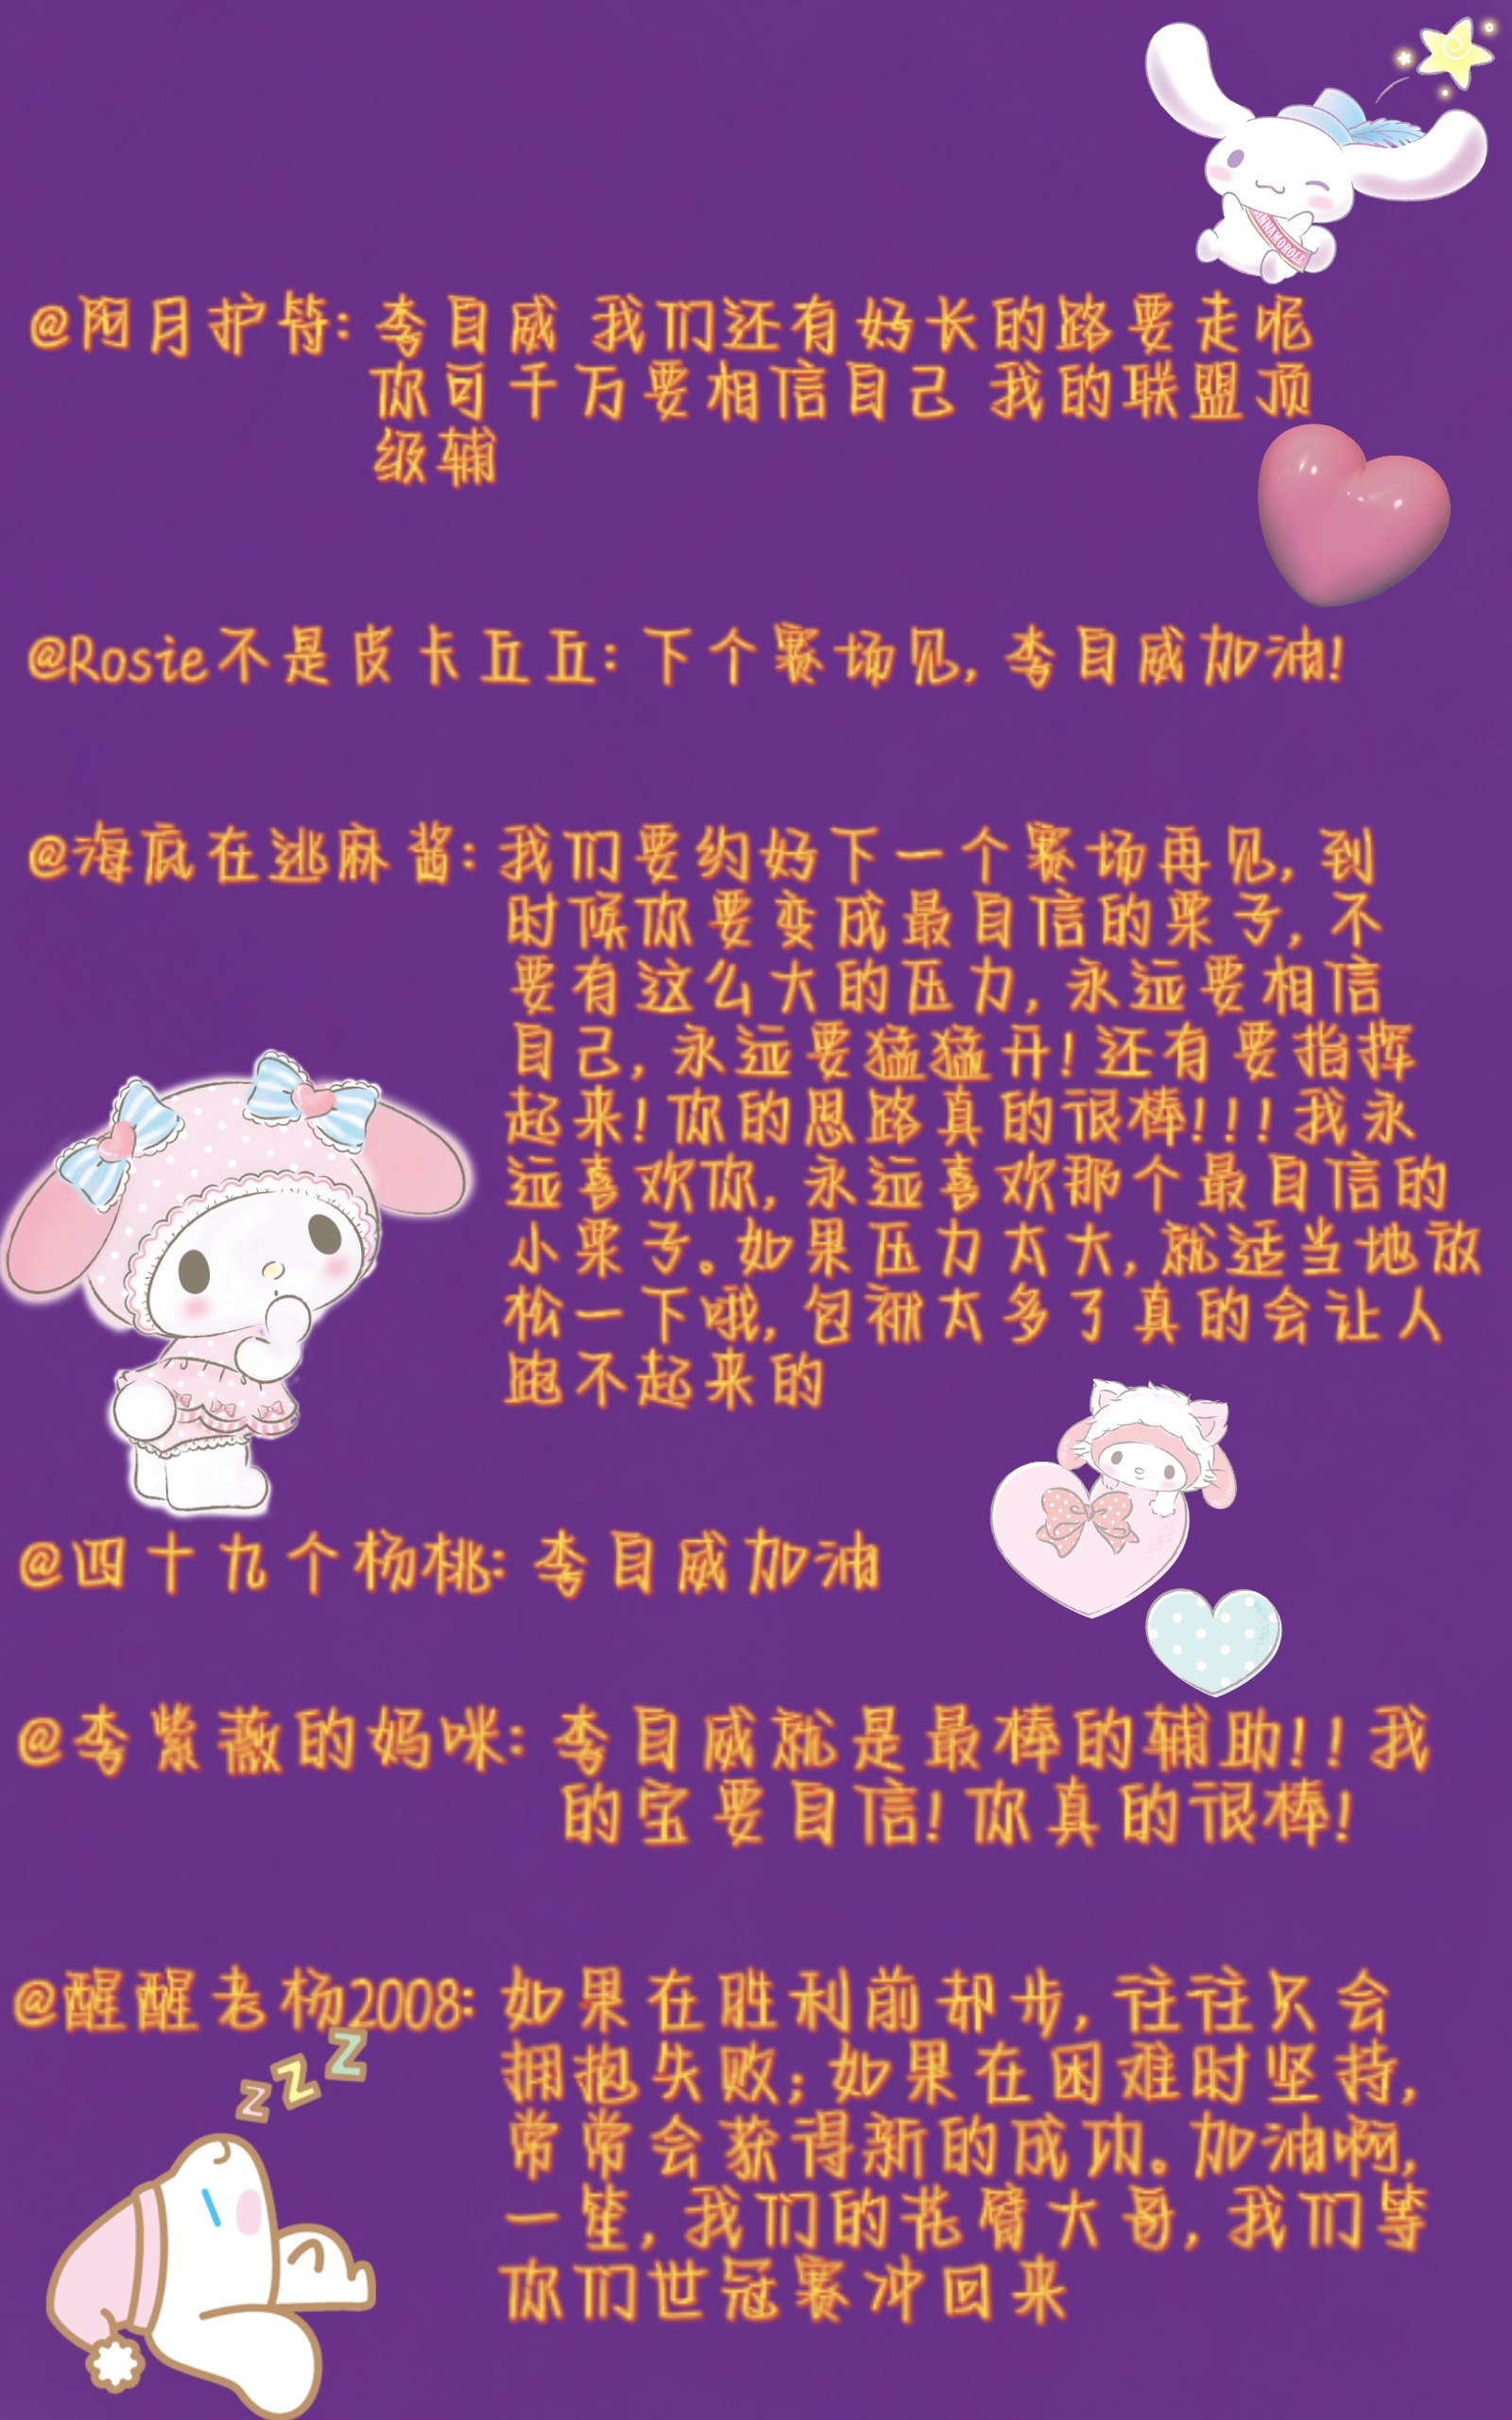 CINNAMOROLL
@阴月护符：李自威 我们还有好长的路要走呢
你可千万要相信自己 我的联盟顶
级辅
@Rosie不是皮卡丘丘：下个赛场见，李自威加油！
@海底在逃麻酱：我们要约好下一个赛场再见，到
时候你要变成最自信的栗子，不
要有这么大的压力，永远要相信
自己，永远要猛猛开！还有要指挥
起来！你的思路真的很棒！！！我永
远喜欢你，永远喜欢那个最自信的
小栗子。如果压力太大，就适当地放
松一下哦，包袱太多了真的会让人
跑不起来的
@四十九个杨桃：李自威加油
@李紫薇的妈咪：李自威就是最棒的辅助！！我
的宝要自信！你真的很棒！
@醒醒老杨2008：如果在胜利前却步，往往只会
拥抱失败；如果在困难时坚持，
常常会获得新的成功。加油啊，
一笙，我们的花臂大哥，我们等
你们世冠赛冲回来
Z Z Z